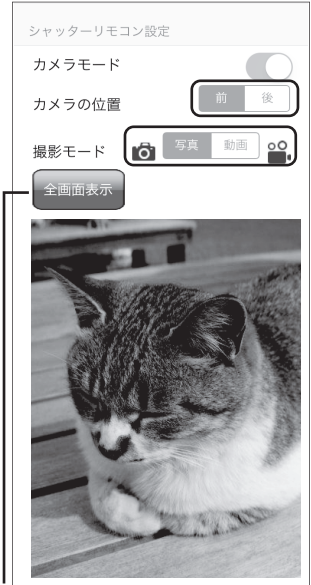 シャッターリモコン設定
カメラモード
カメラの位置 前 後
撮影モード 写真 動画
全画面表示